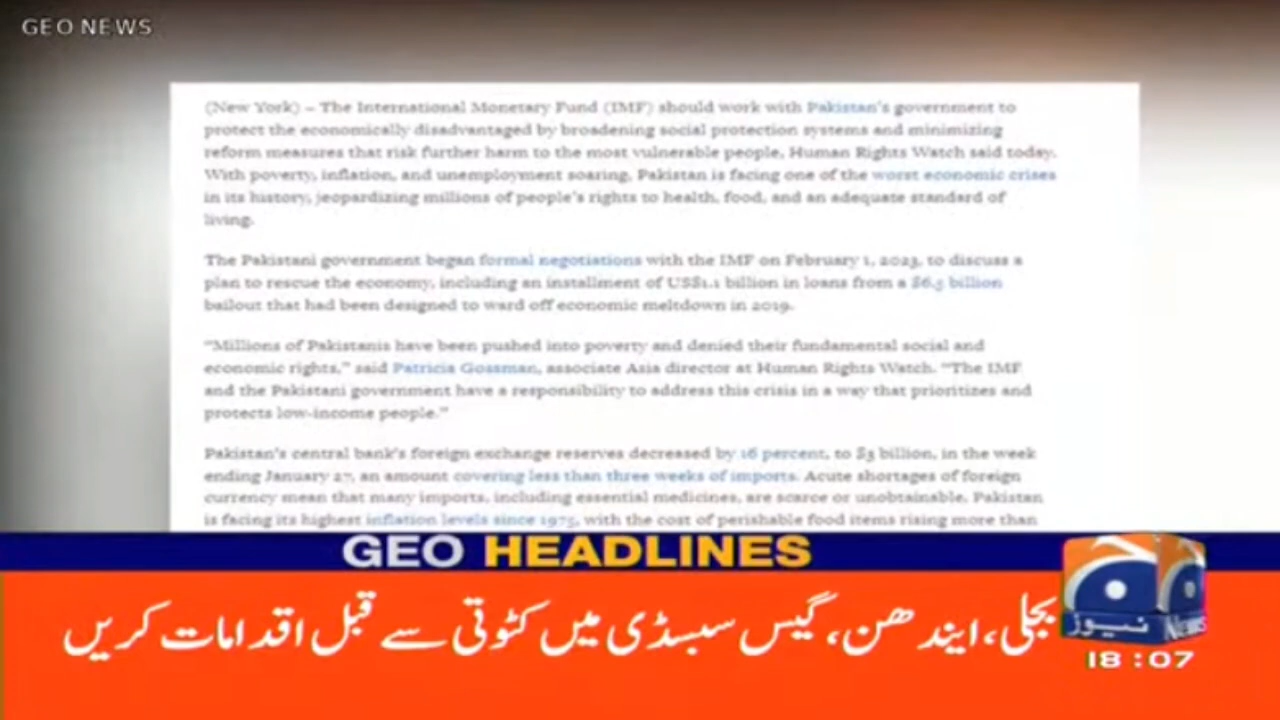 GEO NEWS
(New York) – The International Monetary Fund (IMF) should work with Pakistan's government to
protect the economically disadvantaged by broadening social protection systems and minimizing
reform measures that risk further harm to the most vulnerable people, Human Rights Watch said today.
With poverty, inflation, and unemployment soaring, Pakistan is facing one of the worst economic crises
in its history, jeopardizing millions of people's rights to health, food, and an adequate standard of
living.
The Pakistani government began formal negotiations with the IMF on February 1, 2023, to discuss a
plan to rescue the economy, including an installment of US$1.1 billion in loans from a $6.5 billion
bailout that had been designed to ward off economic meltdown in 2019.
“Millions of Pakistanis have been pushed into poverty and denied their fundamental social and
economic rights,” said Patricia Gossman, associate Asia director at Human Rights Watch. “The IMF
and the Pakistani government have a responsibility to address this crisis in a way that prioritizes and
protects low-income people.”
Pakistan's central bank's foreign exchange reserves decreased by 16 percent, to $3 billion, in the week
ending January 27, an amount covering less than three weeks of imports. Acute shortages of foreign
currency mean that many imports, including essential medicines, are scarce or unobtainable. Pakistan
is facing its highest inflation levels since 1975, with the cost of perishable food items rising more than
GEO HEADLINES
بجلی، ایندھن، گیس سبسڈی میں کٹوتی سے قبل اقدامات کریں
نیوز News
18:07